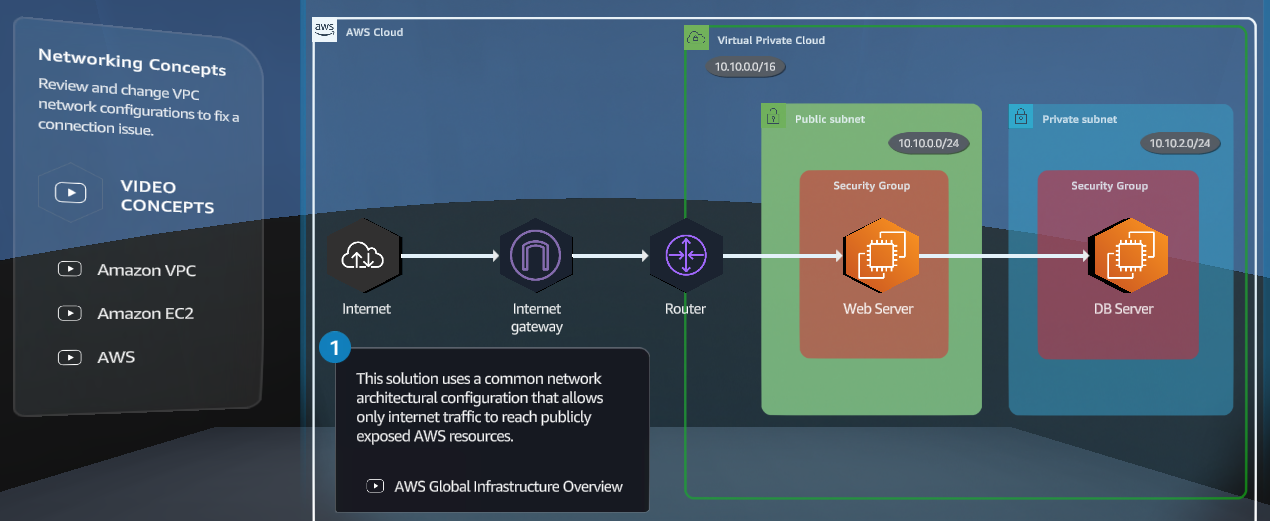 Networking Concepts
Review and change VPC
network configurations to fix a
connection issue.
VIDEO
CONCEPTS
Amazon VPC
Amazon EC2
AWS
aws
AWS Cloud
Virtual Private Cloud
10.10.0.0/16
Public subnet
10.10.0.0/24
Private subnet
10.10.2.0/24
Security Group
Security Group
Internet
Internet
gateway
Router
Web Server
DB Server
1
This solution uses a common network
architectural configuration that allows
only internet traffic to reach publicly
exposed AWS resources.
AWS Global Infrastructure Overview